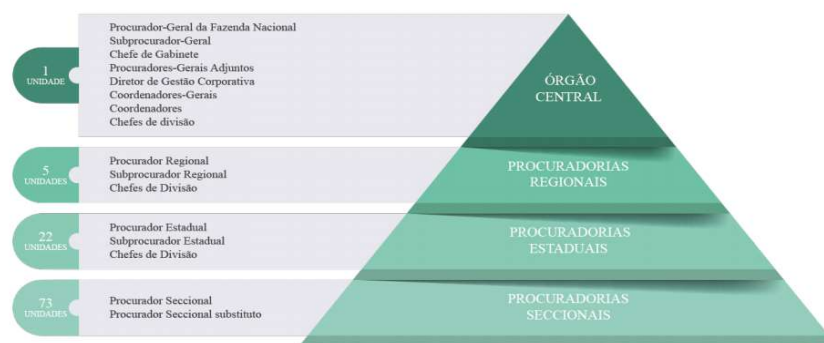 1
UNIDADE
Procurador-Geral da Fazenda Nacional
Subprocurador-Geral
Chefe de Gabinete
Procuradores-Gerais Adjuntos
Diretor de Gestão Corporativa
Coordenadores-Gerais
Coordenadores
Chefes de divisão
ÓRGÃO
CENTRAL
5
UNIDADES
Procurador Regional
Subprocurador Regional
Chefes de Divisão
PROCURADORIAS
REGIONAIS
22
UNIDADES
Procurador Estadual
Subprocurador Estadual
Chefes de Divisão
PROCURADORIAS
ESTADUAIS
73
UNIDADES
Procurador Seccional
Procurador Seccional substituto
PROCURADORIAS
SECCIONAIS